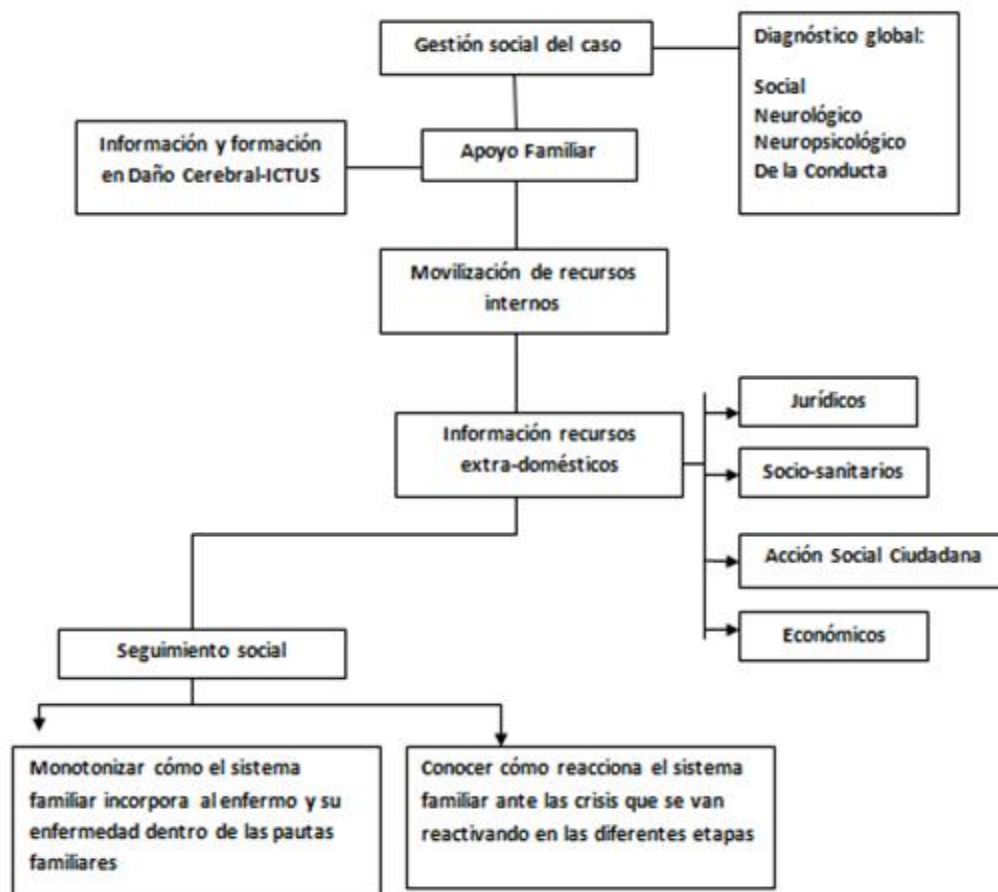 Gestión social del caso
Diagnóstico global:
Social
Neurológico
Neuropsicológico
De la Conducta
Información y formación
en Daño Cerebral-ICTUS
Apoyo Familiar
Movilización de recursos
internos
Información recursos
extra-domésticos
Jurídicos
Socio-sanitarios
Acción Social Ciudadana
Económicos
Seguimiento social
Monotonizar cómo el sistema
familiar incorpora al enfermo y su
enfermedad dentro de las pautas
familiares
Conocer cómo reacciona el sistema
familiar ante las crisis que se van
reactivando en las diferentes etapas